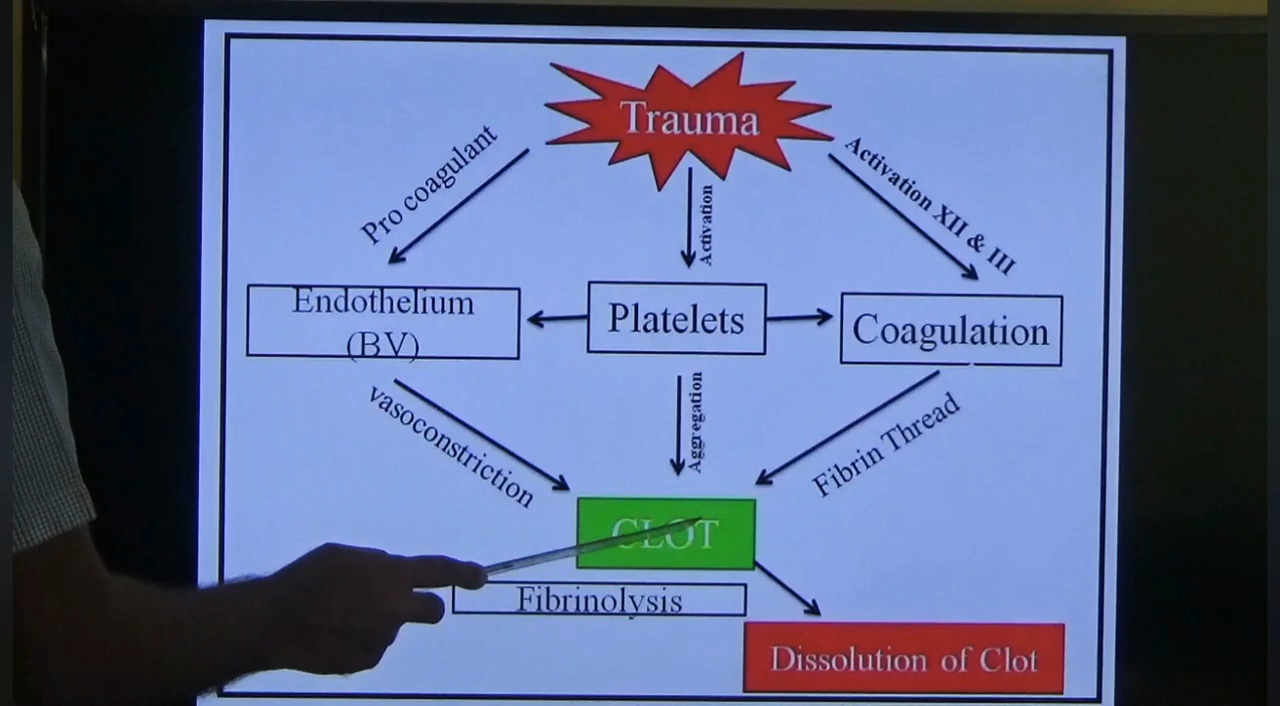 Trauma
Pro coagulant
Activation
Activation XII & III
Endothelium
(BV)
Platelets
Coagulation
vasoconstriction
Aggregation
Fibrin Thread
CLOT
Fibrinolysis
Dissolution of Clot